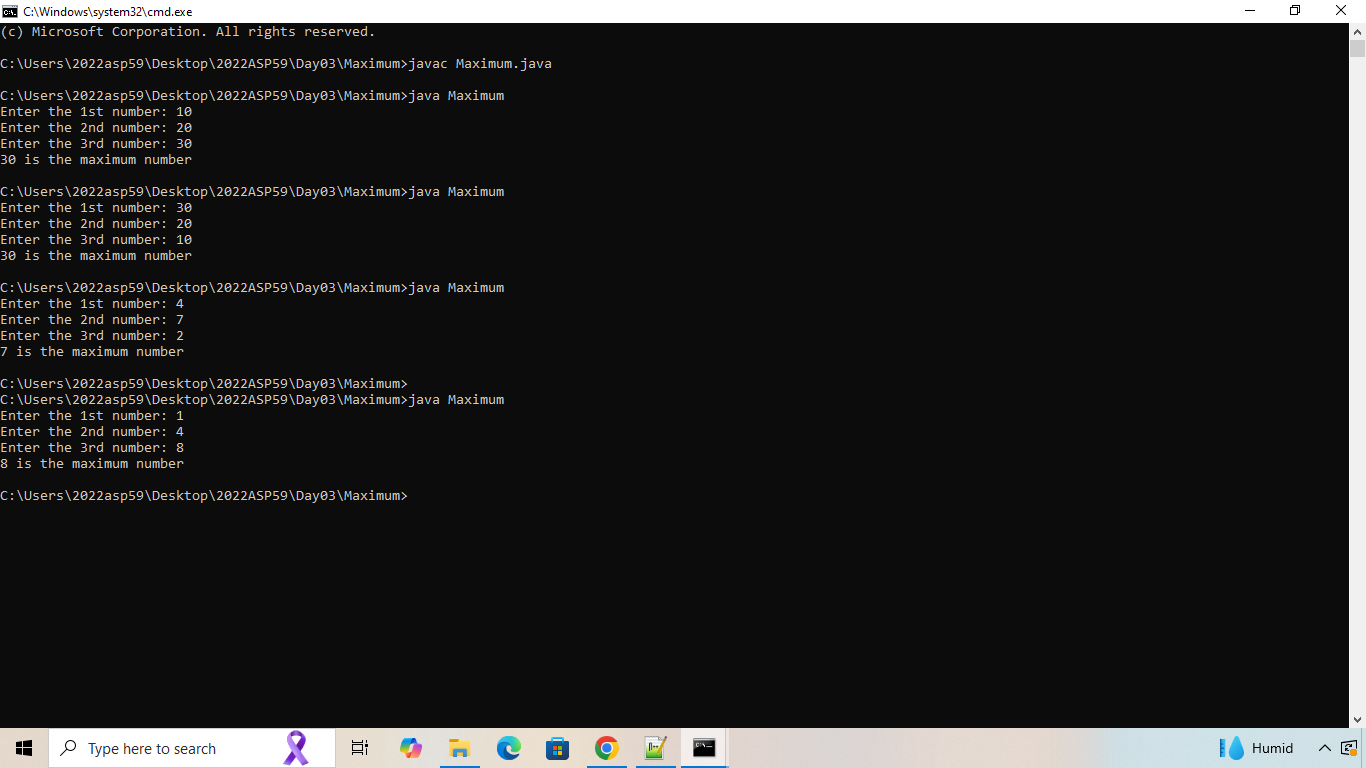 C:\Windows\system32\cmd.exe
(c) Microsoft Corporation. All rights reserved.
C:\Users\2022asp59\Desktop\2022ASP59\Day03\Maximum>javac Maximum.java
C:\Users\2022asp59\Desktop\2022ASP59\Day03\Maximum>java Maximum
Enter the 1st number: 10
Enter the 2nd number: 20
Enter the 3rd number: 30
30 is the maximum number
C:\Users\2022asp59\Desktop\2022ASP59\Day03\Maximum>java Maximum
Enter the 1st number: 30
Enter the 2nd number: 20
Enter the 3rd number: 10
30 is the maximum number
C:\Users\2022asp59\Desktop\2022ASP59\Day03\Maximum>java Maximum
Enter the 1st number: 4
Enter the 2nd number: 7
Enter the 3rd number: 2
7 is the maximum number
C:\Users\2022asp59\Desktop\2022ASP59\Day03\Maximum>
C:\Users\2022asp59\Desktop\2022ASP59\Day03\Maximum>java Maximum
Enter the 1st number: 1
Enter the 2nd number: 4
Enter the 3rd number: 8
8 is the maximum number
C:\Users\2022asp59\Desktop\2022ASP59\Day03\Maximum>
Type here to search
Humid